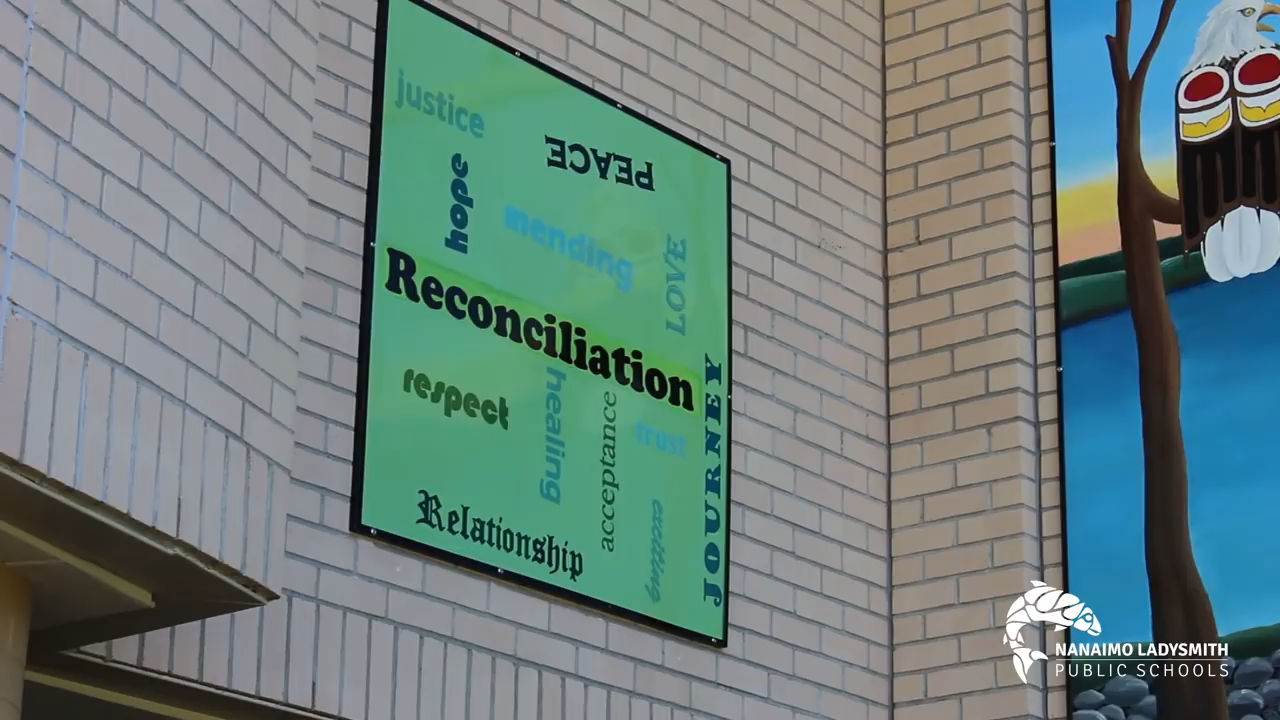 justice
PEACE
hope
mending
LOVE
Reconciliation
respect
healing
acceptance
trust
JOURNEY
Relationship
exciting
NANAIMO LADYSMITH
PUBLIC SCHOOLS